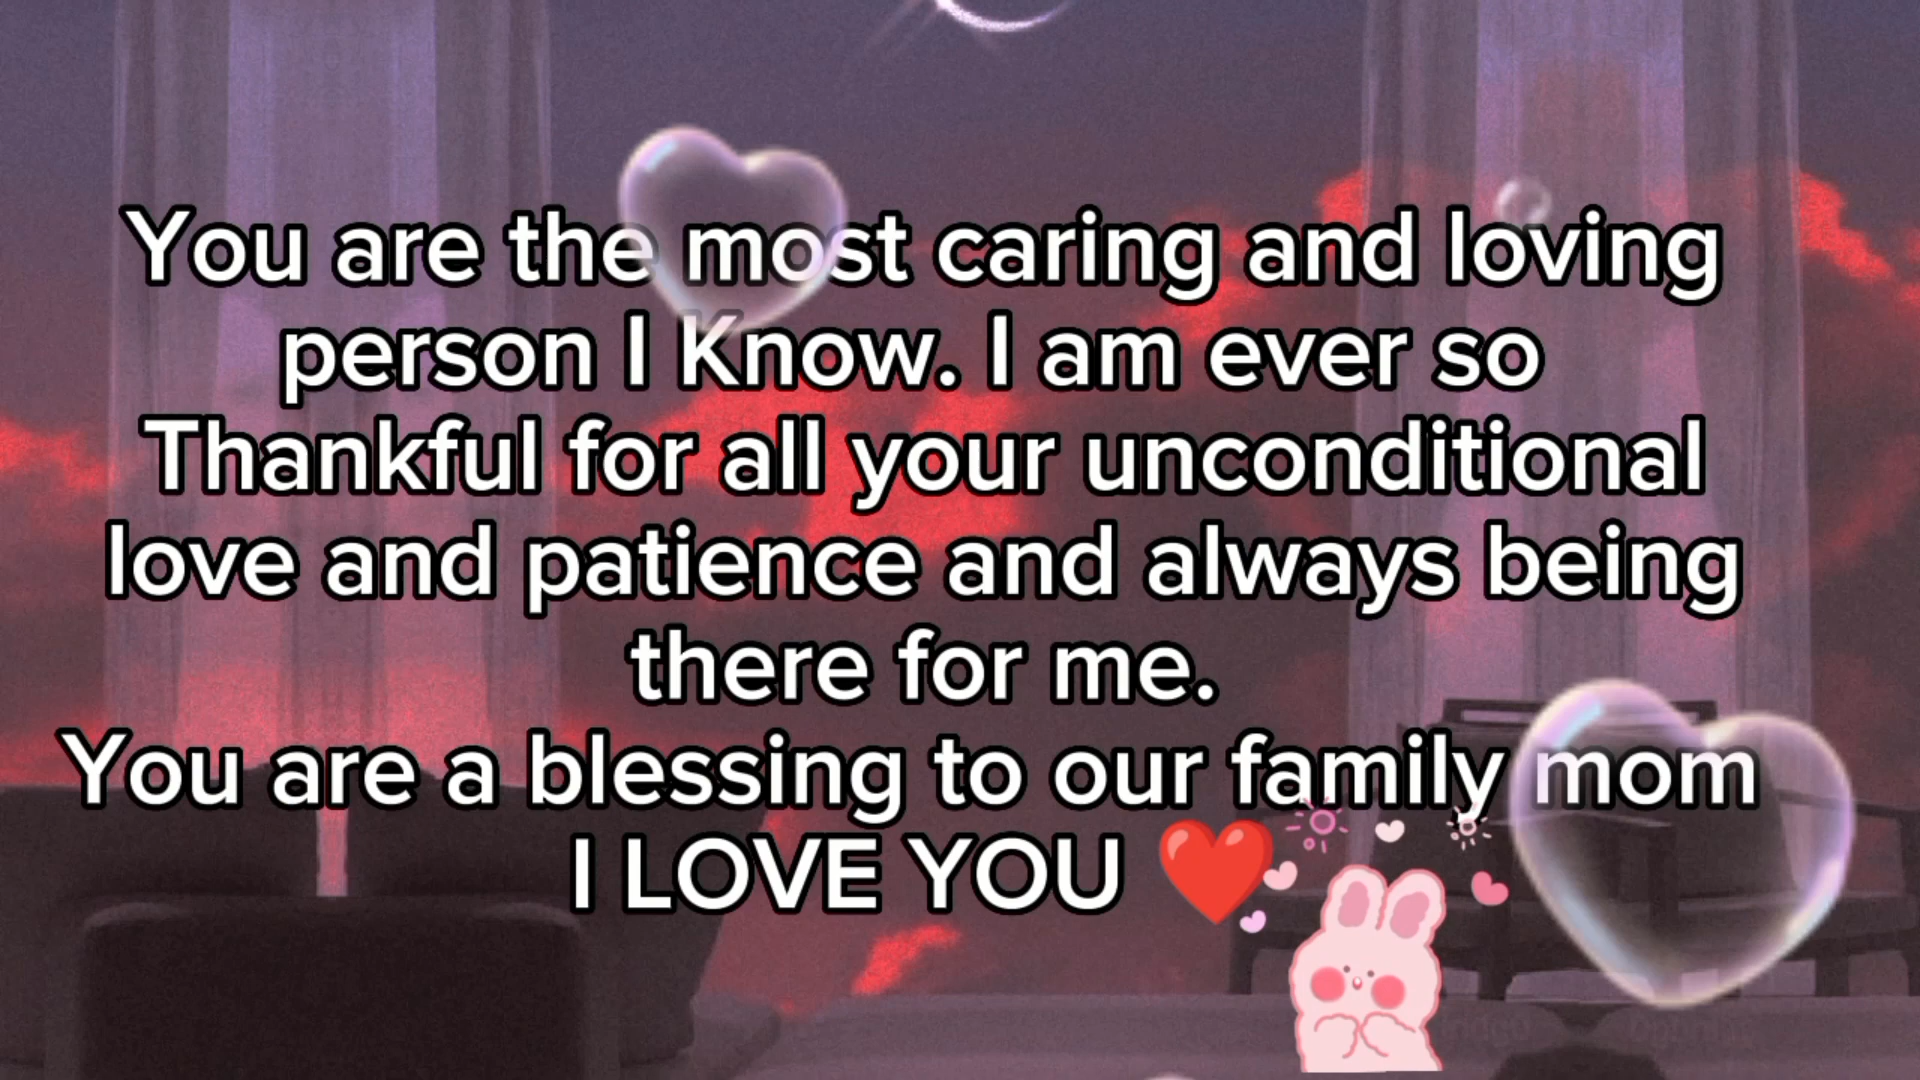 You are the most caring and loving
person I Know. I am ever so
Thankful for all your unconditional
love and patience and always being
there for me.
You are a blessing to our family mom
I LOVE YOU ❤️